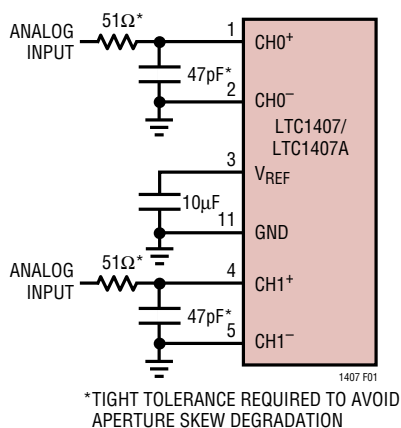 ANALOG
INPUT
51Ω*
47pF*
1
CH0+
2
CH0–
LTC1407/
LTC1407A
3
VREF
10µF
11
GND
ANALOG
INPUT
51Ω*
47pF*
4
CH1+
5
CH1–
1407 F01
*TIGHT TOLERANCE REQUIRED TO AVOID
APERTURE SKEW DEGRADATION